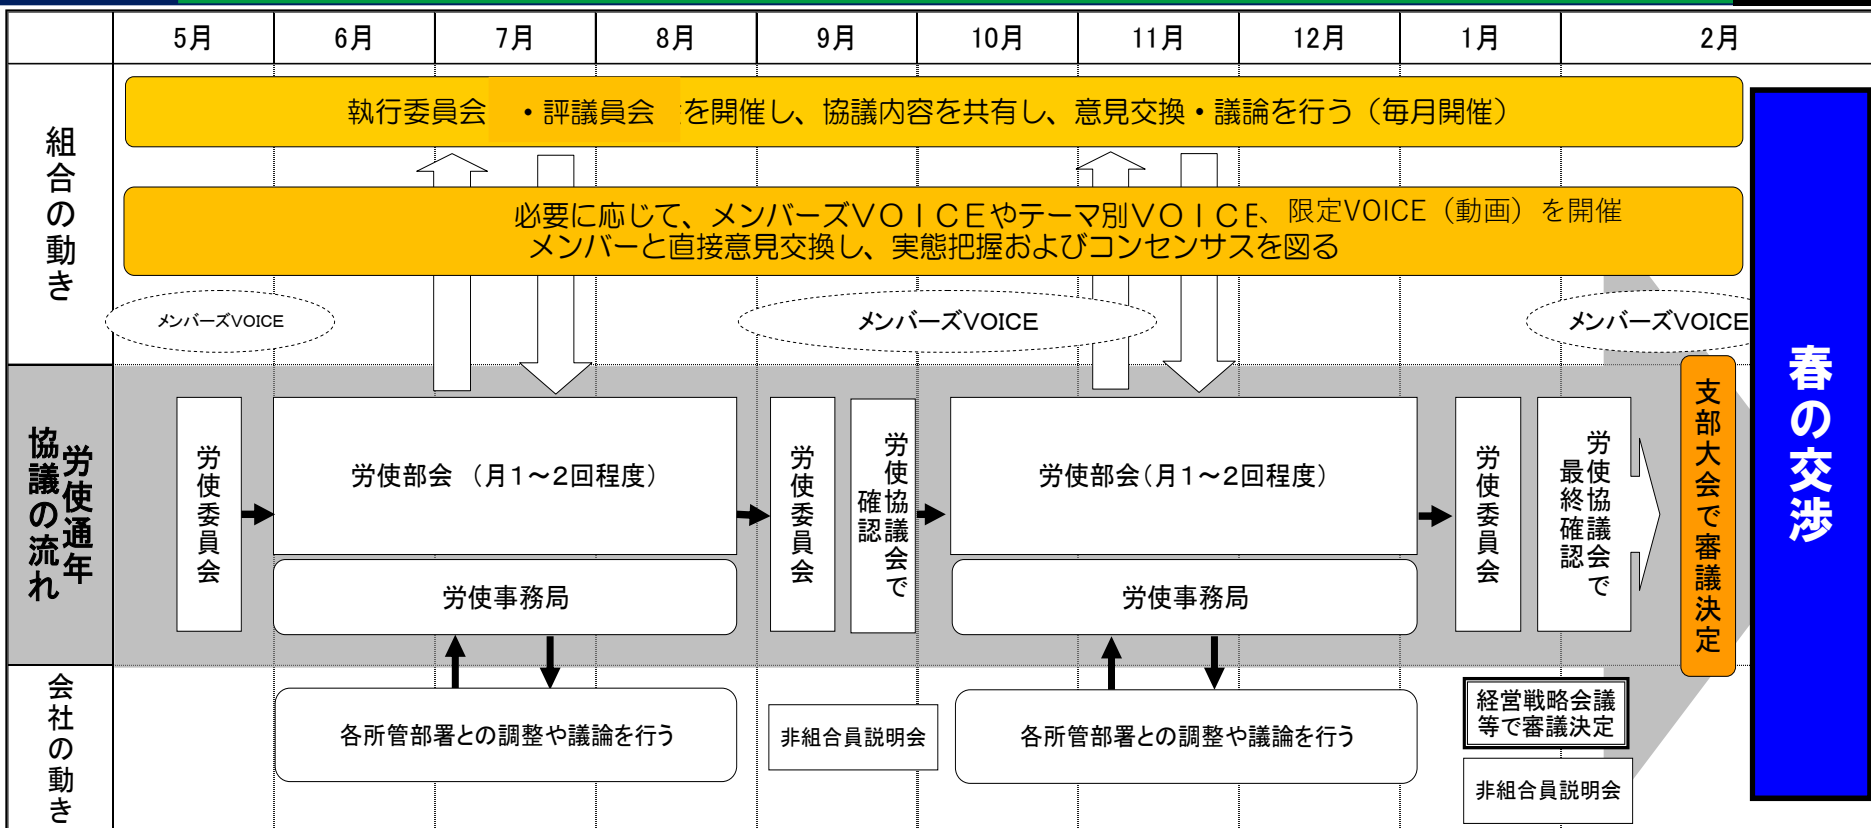 5月 6月 7月 8月 9月 10月 11月 12月 1月 2月
組合の動き
執行委員会 ・評議員会 を開催し、協議内容を共有し、意見交換・議論を行う（毎月開催）
必要に応じて、メンバーズＶＯＩＣＥやテーマ別ＶＯＩＣＥ、限定VOICE（動画）を開催
メンバーと直接意見交換し、実態把握およびコンセンサスを図る
メンバーズVOICE
メンバーズVOICE
メンバーズVOICE
労使通年
協議の流れ
労使委員会
労使部会 （月１～２回程度）
労使事務局
労使委員会
労使協議会で
確認
労使部会（月１～２回程度）
労使事務局
労使委員会
労使協議会で
最終確認
支部大会で審議決定
春の交渉
会社の動き
各所管部署との調整や議論を行う
非組合員説明会
各所管部署との調整や議論を行う
経営戦略会議
等で審議決定
非組合員説明会